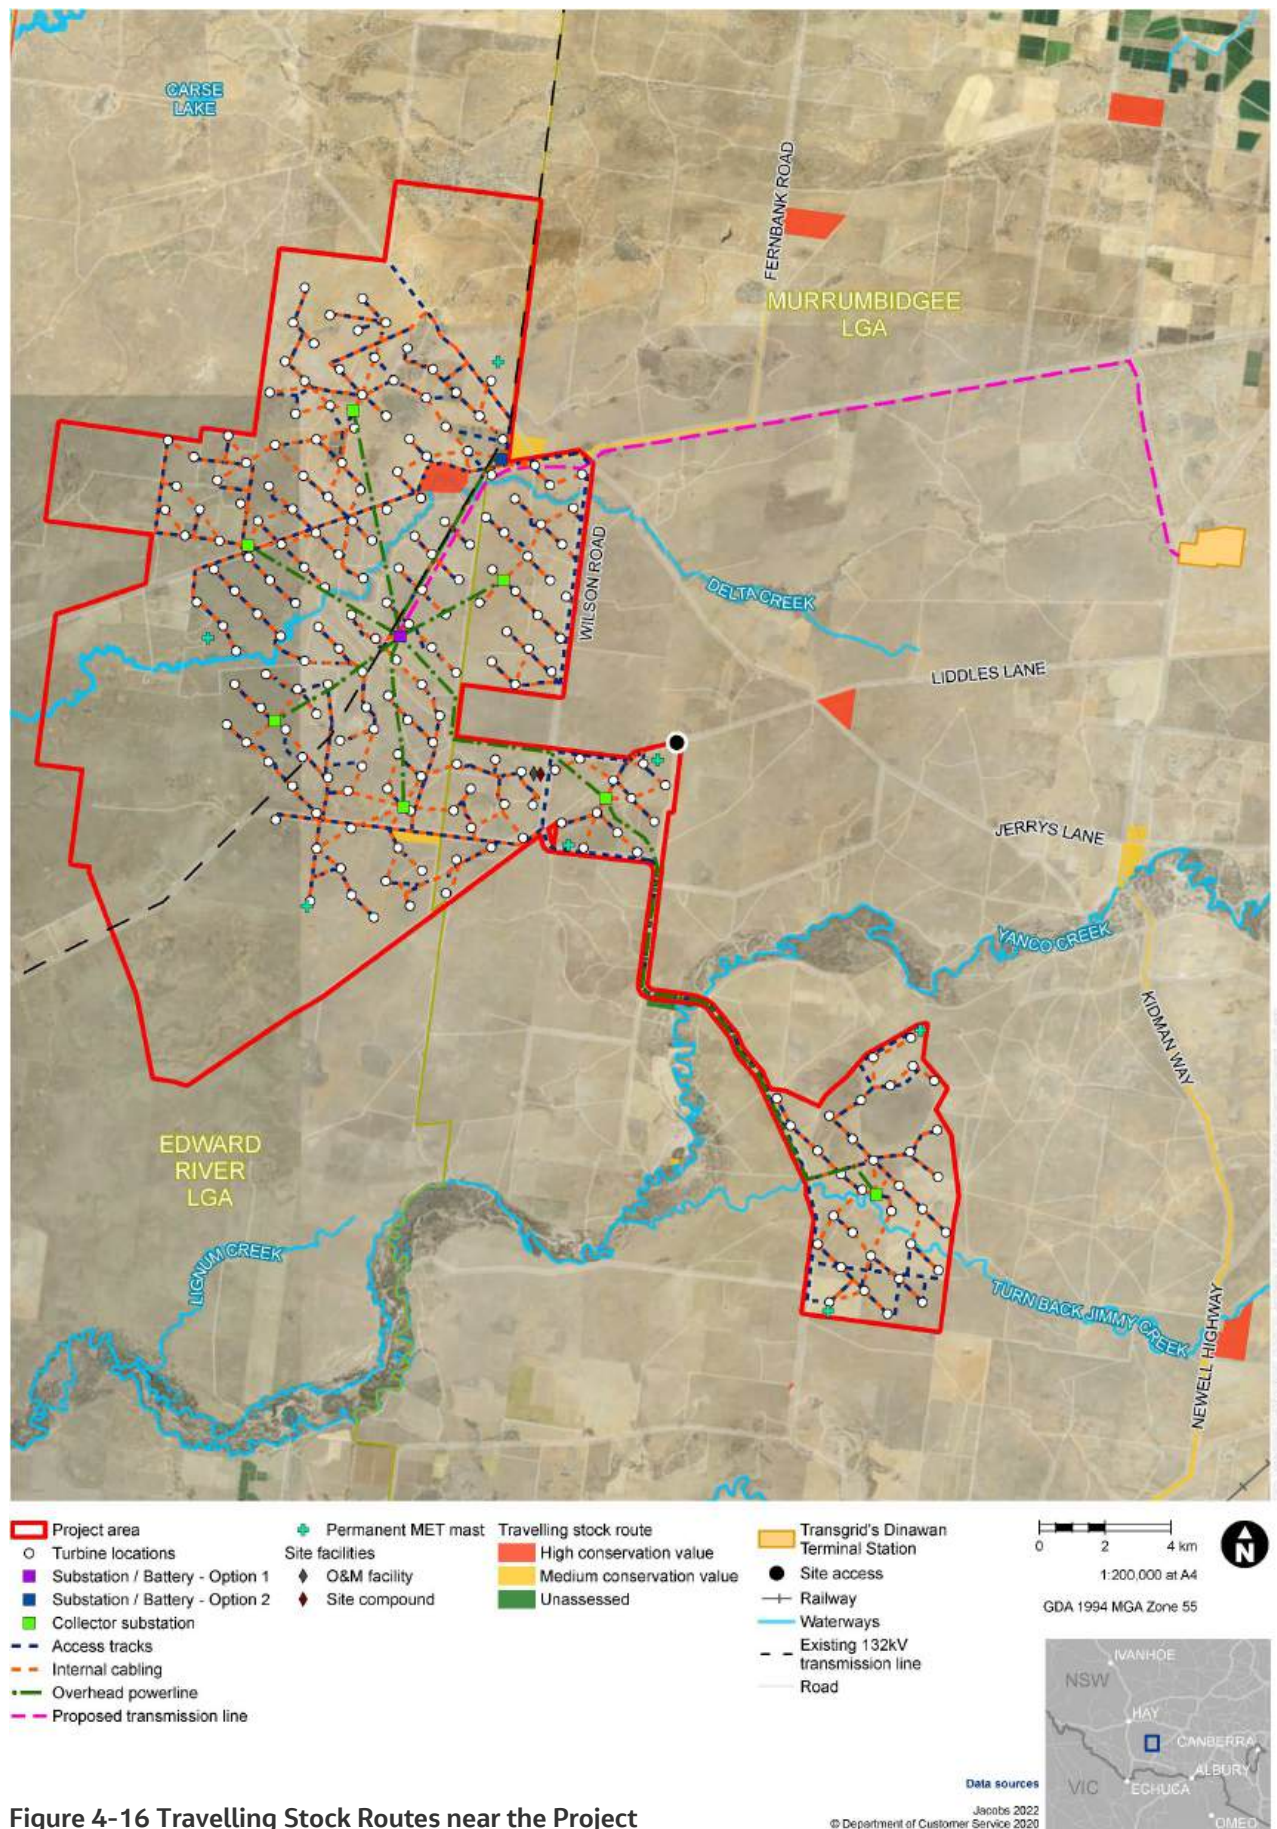 CARSE
LAKE
FERNBANK ROAD
MURRUMBIDGEE
LGA
WILSON ROAD
DELTA CREEK
LIDDLES LANE
JERRYS LANE
YANCO CREEK
KIDMAN WAY
EDWARD
RIVER
LGA
LIGNUM CREEK
TURN BACK JIMMY CREEK
NEWELL HIGHWAY
Project area
Turbine locations
Substation / Battery - Option 1
Substation / Battery - Option 2
Collector substation
Access tracks
Internal cabling
Overhead powerline
Proposed transmission line
Permanent MET mast
Site facilities
O&M facility
Site compound
Travelling stock route
High conservation value
Medium conservation value
Unassessed
Transgrid's Dinawan
Terminal Station
Site access
Railway
Waterways
Existing 132kV
transmission line
Road
0 2 4 km
1:200,000 at A4
GDA 1994 MGA Zone 55
N
IVANHOE
NSW
HAY
CANBERRA
ALBURY
VIC
ECHUCA
OMEO
Data sources
Jacobs 2022
© Department of Customer Service 2020
Figure 4-16 Travelling Stock Routes near the Project